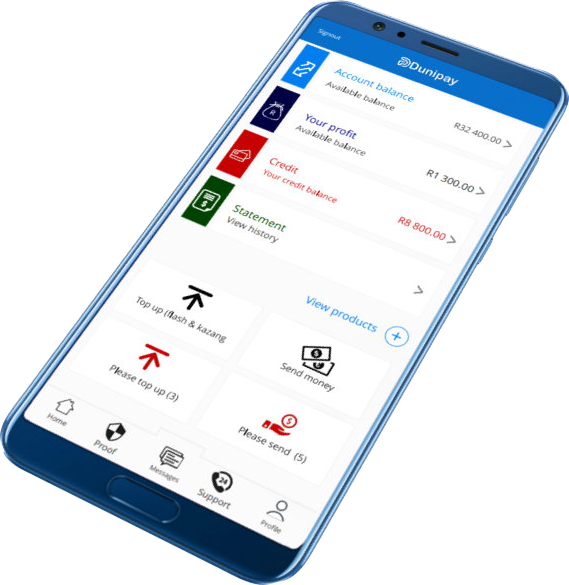 Signout
Dunipay
Account balance
Available balance
R32 400.00
Your profit
Available balance
R1 300.00
Credit
Your credit balance
R8 800.00
Statement
View history
View products
Top up (flash & kazang
Send money
Please top up (3)
Please send (5)
Home
Proof
Messages
24
Support
Profile